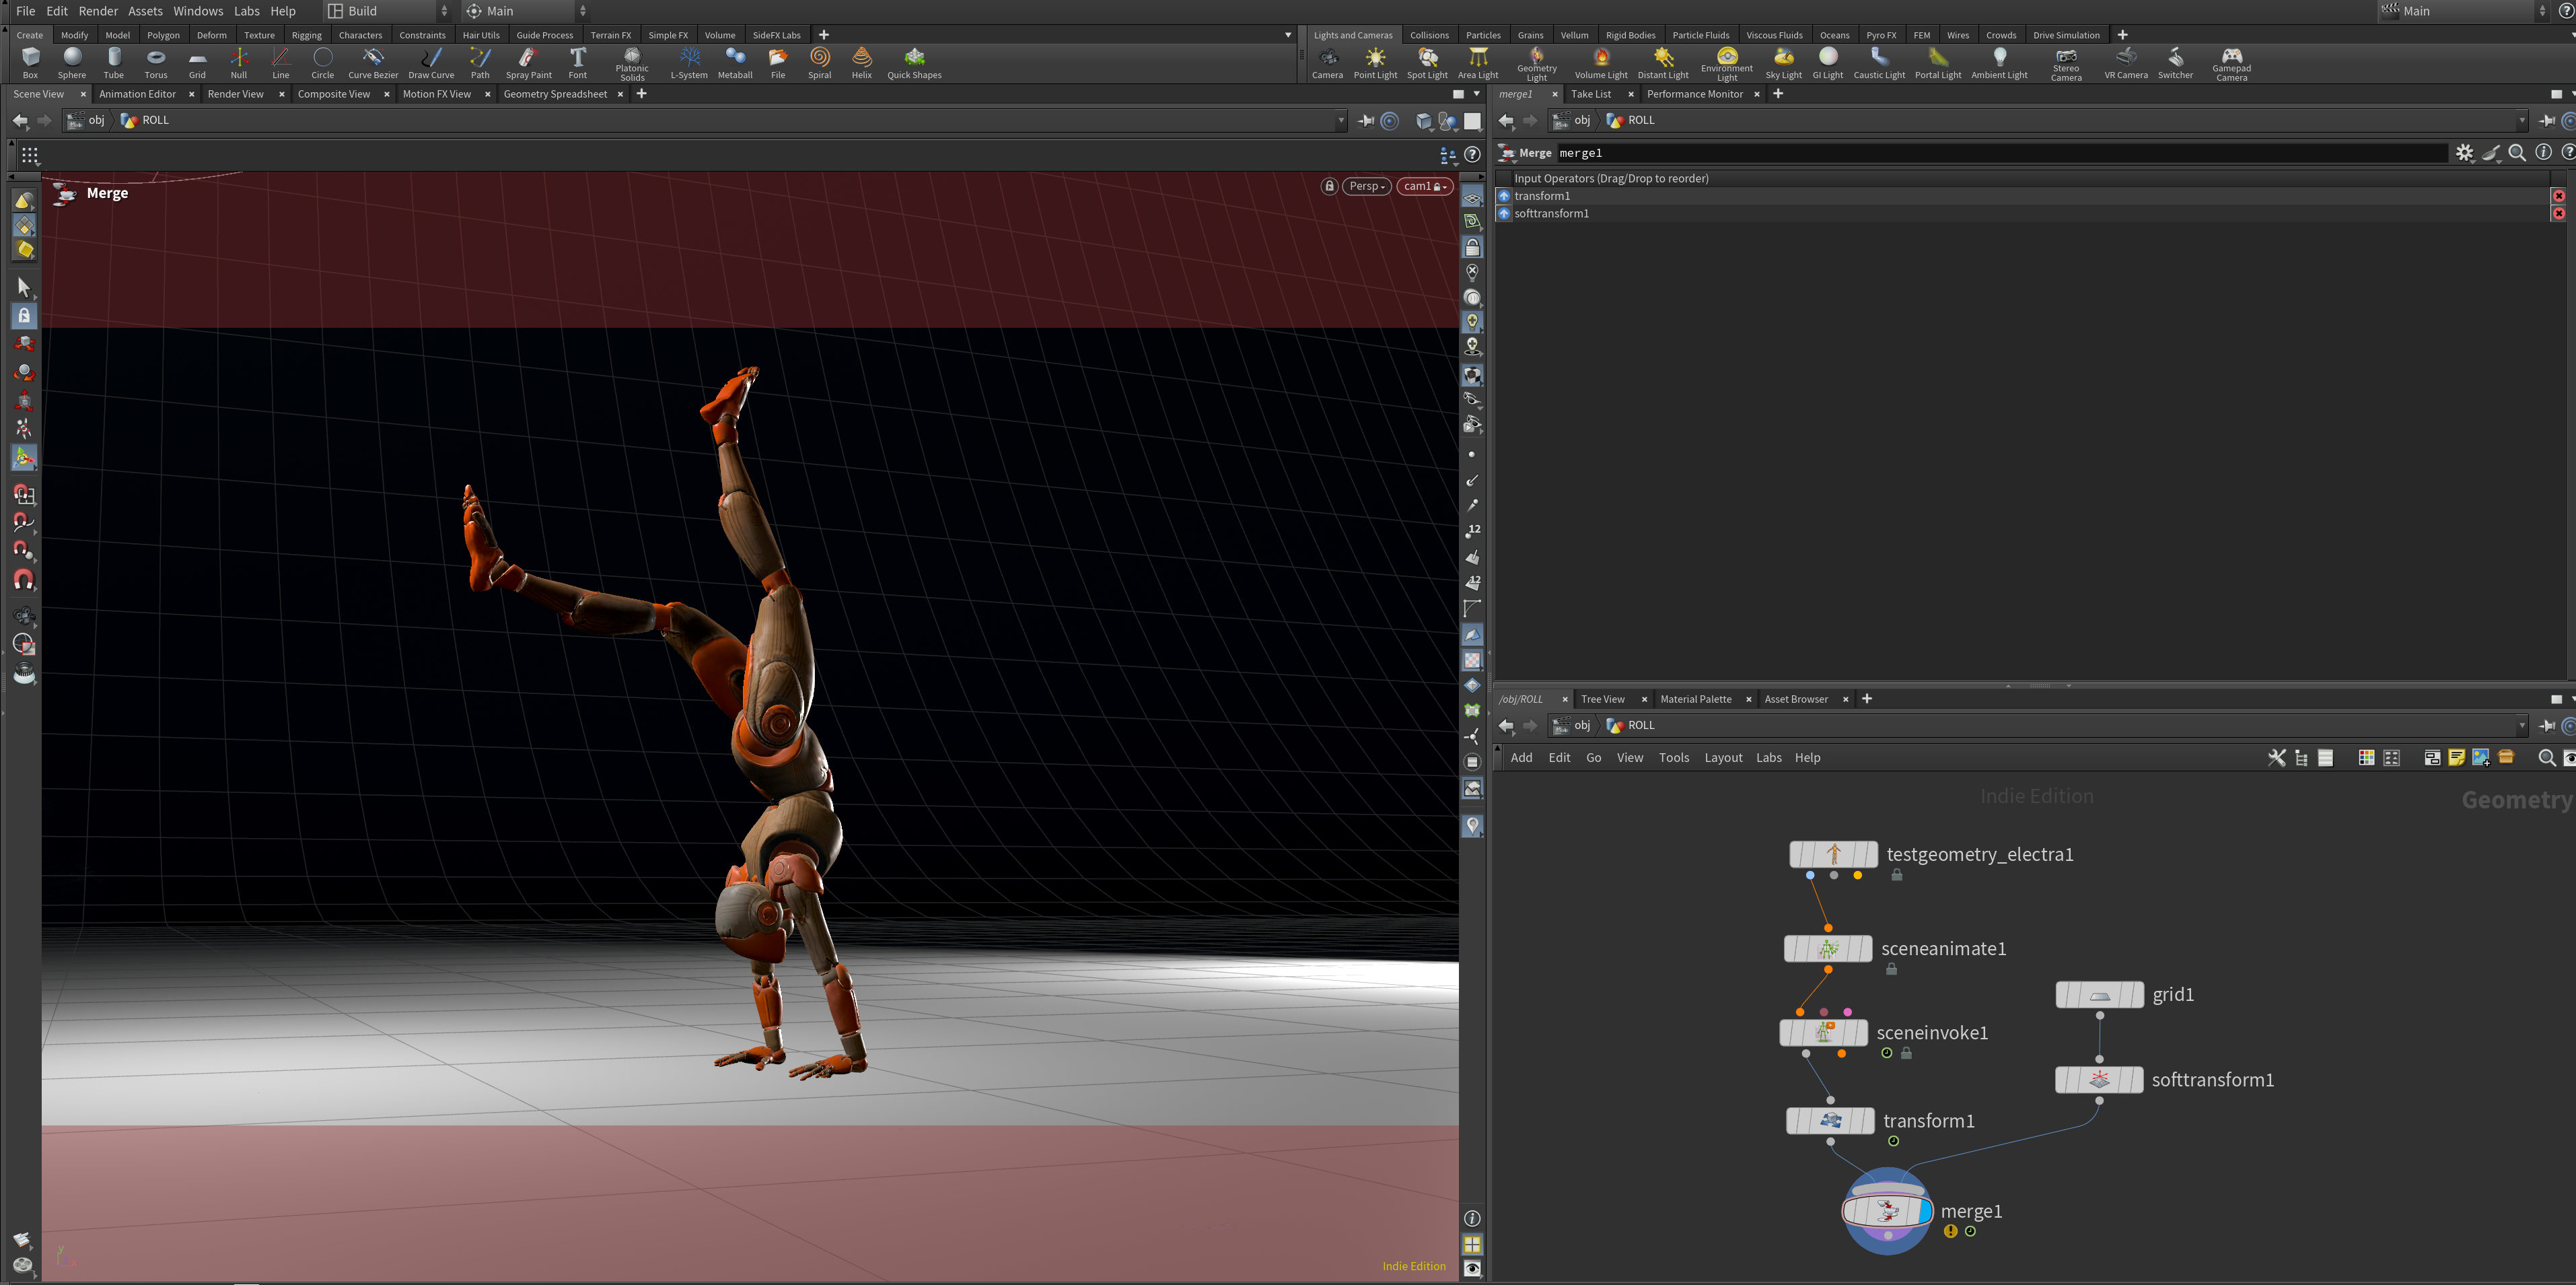 File Edit Render Assets Windows Labs Help Build Main Main
Create Modify Model Polygon Deform Texture Rigging Characters Constraints Hair Utils Guide Process Terrain FX Simple FX Volume SideFX Labs
Lights and Cameras Collisions Particles Grains Vellum Rigid Bodies Particle Fluids Viscous Fluids Oceans Pyro FX FEM Wires Crowds Drive Simulation
Box Sphere Tube Torus Grid Null Line Circle Curve Bezier Draw Curve Path Spray Paint Font Platonic Solids L-System Metaball File Spiral Helix Quick Shapes
Camera Point Light Spot Light Area Light Geometry Light Volume Light Distant Light Environment Light Sky Light GI Light Caustic Light Portal Light Ambient Light Stereo Camera VR Camera Switcher Gamepad Camera
Scene View Animation Editor Render View Composite View Motion FX View Geometry Spreadsheet
merge1 Take List Performance Monitor
obj ROLL
obj ROLL
Merge merge1
Input Operators (Drag/Drop to reorder)
transform1
softtransform1
Merge
Persp cam1
12
12
y
Indie Edition
/obj/ROLL Tree View Material Palette Asset Browser
obj ROLL
Add Edit Go View Tools Layout Labs Help
Indie Edition
Geometry
testgeometry_electra1
sceneanimate1
grid1
sceneinvoke1
softtransform1
transform1
merge1